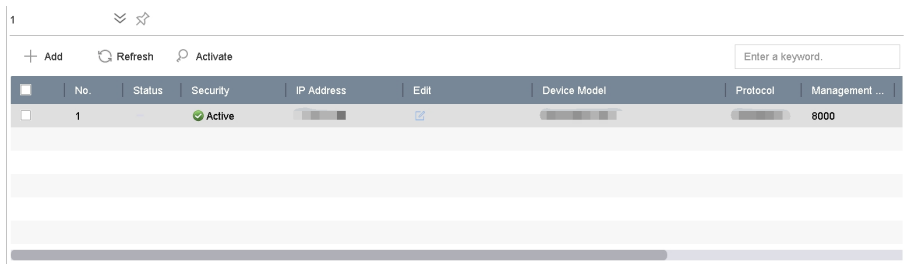 1
Add Refresh Activate Enter a keyword.
No. Status Security IP Address Edit Device Model Protocol Management ...
1 Active 8000